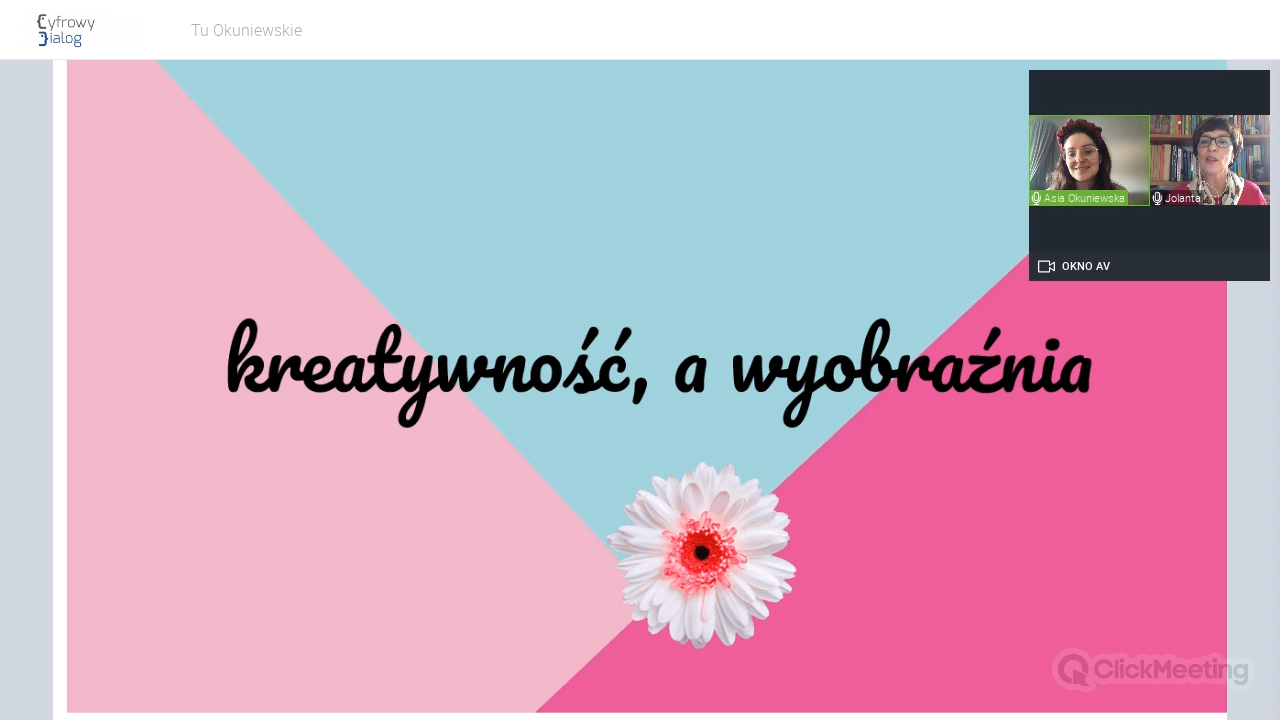 Cyfrowy
Dialog
Tu Okuniewskie
Asia Okuniewska
Jolanta
OKNO AV
kreatywność, a wyobraźnia
ClickMeeting